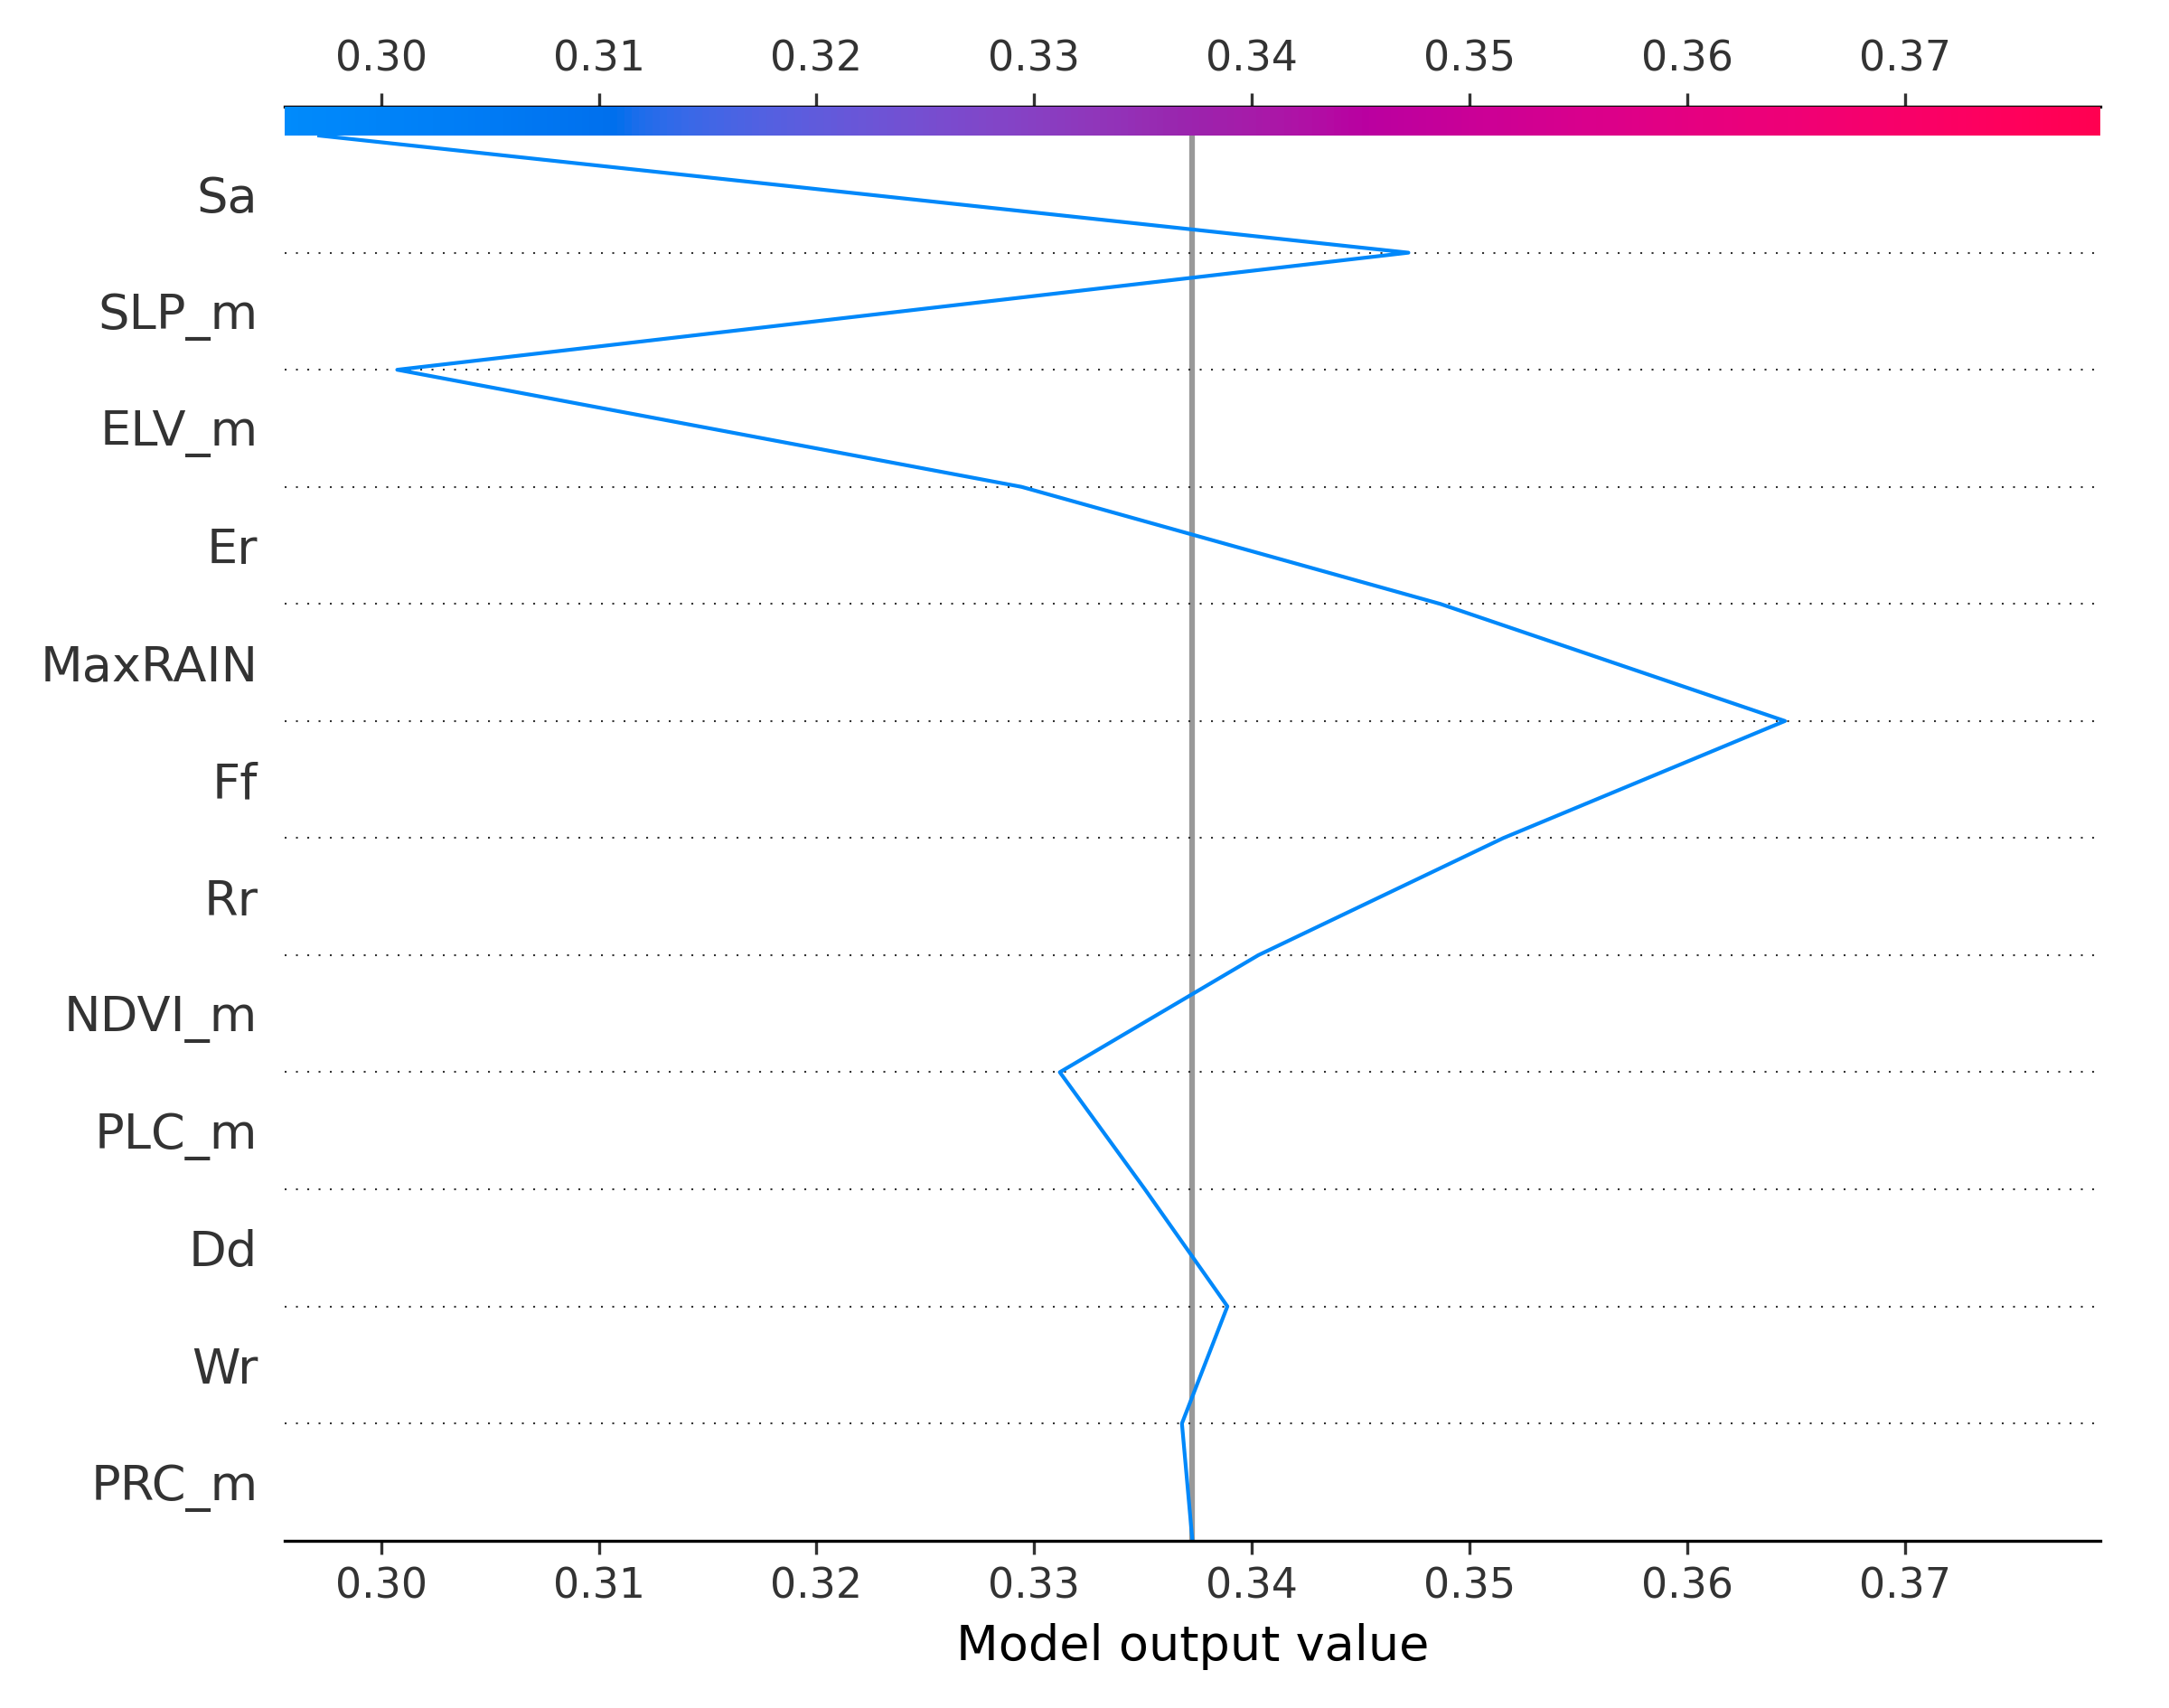 0.30 0.31 0.32 0.33 0.34 0.35 0.36 0.37
Sa
SLP_m
ELV_m
Er
MaxRAIN
Ff
Rr
NDVI_m
PLC_m
Dd
Wr
PRC_m
0.30 0.31 0.32 0.33 0.34 0.35 0.36 0.37
Model output value